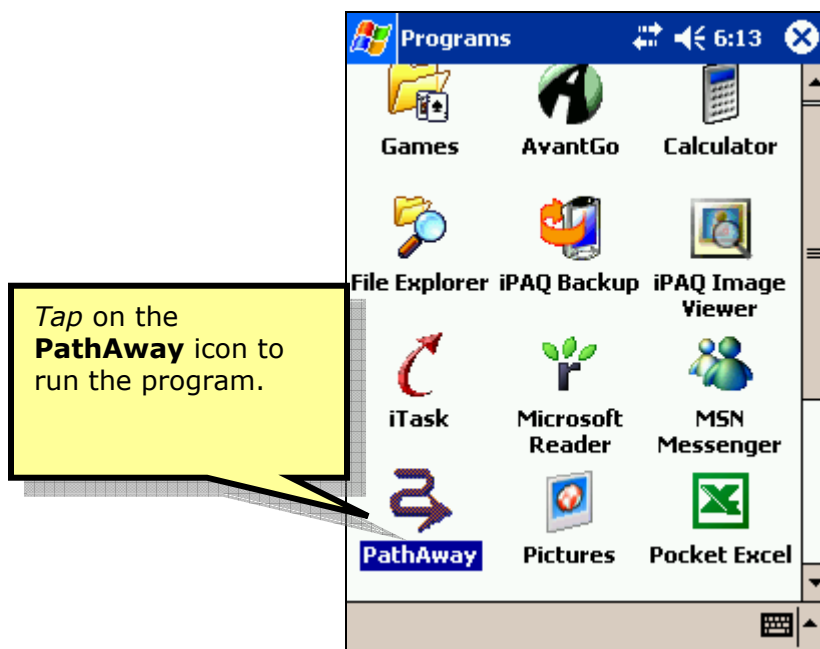 Programs 6:13
Games AvantGo Calculator
File Explorer iPAQ Backup iPAQ Image
Viewer
iTask Microsoft MSN
Reader Messenger
PathAway Pictures Pocket Excel
Tap on the
PathAway icon to
run the program.